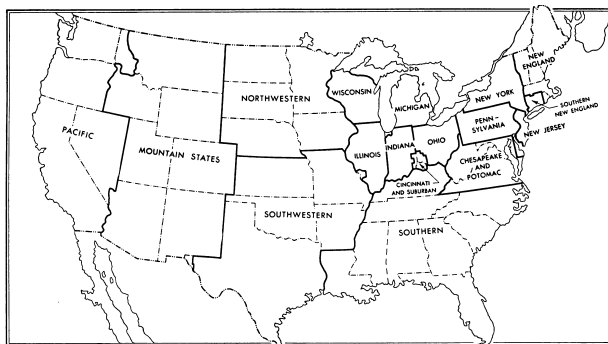 NEW
ENGLAND
WISCONSIN
NORTHWESTERN
MICHIGAN
NEW YORK
SOUTHERN
NEW ENGLAND
PENN-
SYLVANIA
NEW JERSEY
PACIFIC
MOUNTAIN STATES
ILLINOIS
INDIANA
OHIO
CHESAPEAKE
/AND
POTOMAC
CINCINNATI
AND SUBURBAN
SOUTHWESTERN
SOUTHERN